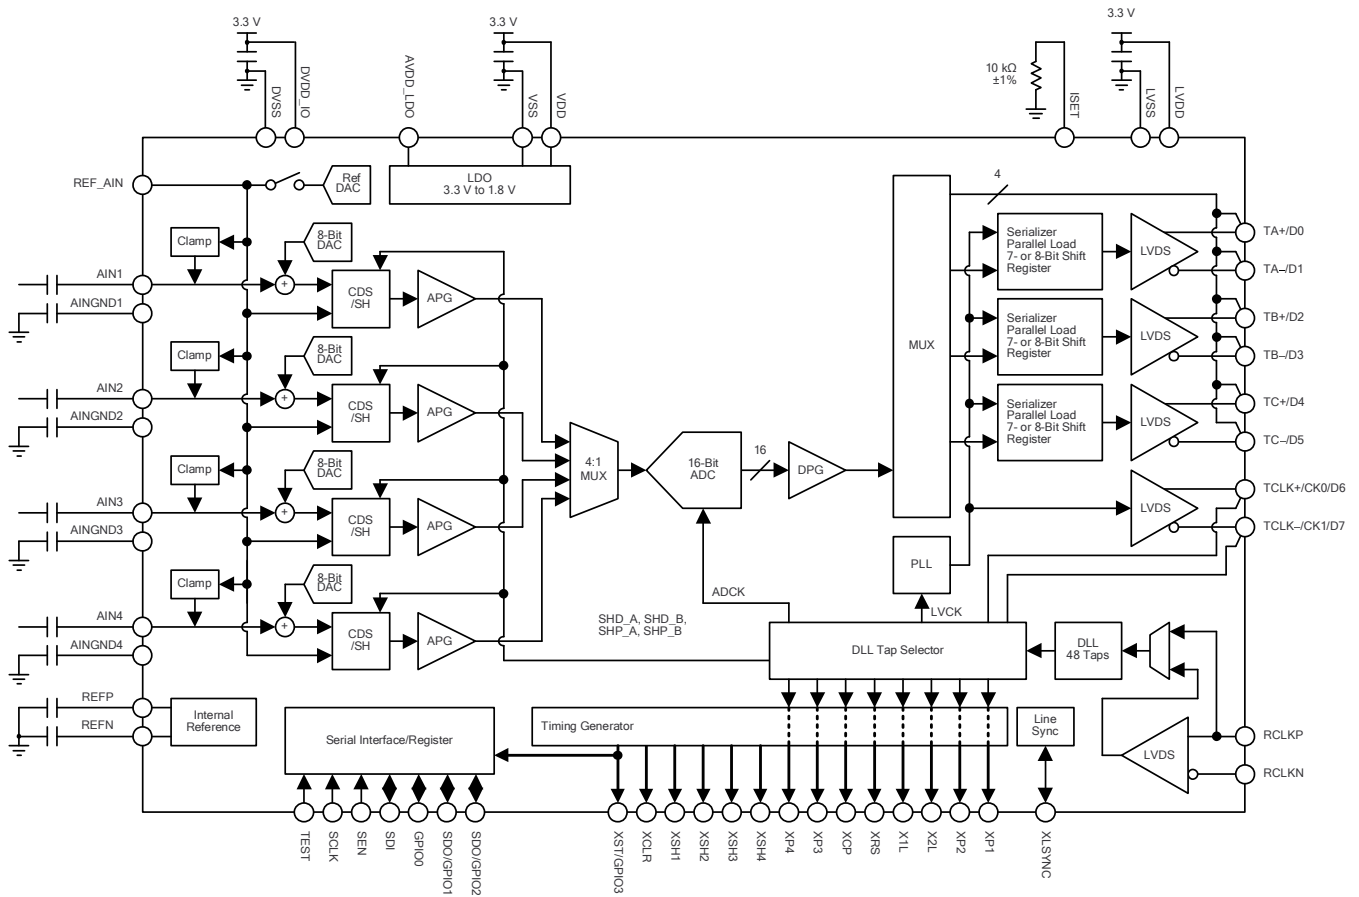 3.3 V
3.3 V
3.3 V
10 kΩ
±1%
DVSS
DVDD_IO
AVDD_LDO
VSS
VDD
ISET
LVSS
LVDD
REF_AIN
Ref
DAC
LDO
3.3 V to 1.8 V
4
MUX
Clamp
8-Bit
DAC
AIN1
+
CDS
/SH
APG
AINGND1
Clamp
8-Bit
DAC
AIN2
+
CDS
/SH
APG
AINGND2
Clamp
8-Bit
DAC
AIN3
+
CDS
/SH
APG
AINGND3
Clamp
8-Bit
DAC
AIN4
+
CDS
/SH
APG
AINGND4
4:1
MUX
16-Bit
ADC
16
DPG
Serializer
Parallel Load
7- or 8-Bit Shift
Register
LVDS
TA+/D0
TA–/D1
Serializer
Parallel Load
7- or 8-Bit Shift
Register
LVDS
TB+/D2
TB–/D3
Serializer
Parallel Load
7- or 8-Bit Shift
Register
LVDS
TC+/D4
TC–/D5
LVDS
TCLK+/CK0/D6
TCLK–/CK1/D7
PLL
ADCK
LVCK
SHD_A, SHD_B,
SHP_A, SHP_B
DLL Tap Selector
DLL
48 Taps
REFP
REFN
Internal
Reference
Serial Interface/Register
Timing Generator
Line
Sync
LVDS
RCLKP
RCLKN
TEST
SCLK
SEN
SDI
GPIO0
SDO/GPIO1
SDO/GPIO2
XST/GPIO3
XCLR
XSH1
XSH2
XSH3
XSH4
XP4
XP3
XCP
XRS
X1L
X2L
XP2
XP1
XLSYNC